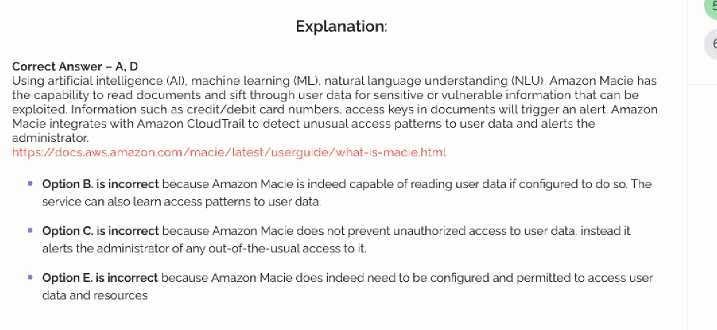 Explanation:
5
6
Correct Answer – A, D
Using artificial intelligence (AI), machine learning (ML), natural language understanding (NLU), Amazon Macie has
the capability to read documents and sift through user data for sensitive or vulnerable information that can be
exploited. Information such as credit/debit card numbers, access keys in documents will trigger an alert. Amazon
Macie integrates with Amazon CloudTrail to detect unusual access patterns to user data and alerts the
administrator.
https://docs.aws.amazon.com/macie/latest/userguide/what-is-macie.html
• Option B. is incorrect because Amazon Macie is indeed capable of reading user data if configured to do so. The
service can also learn access patterns to user data.
• Option C. is incorrect because Amazon Macie does not prevent unauthorized access to user data, instead it
alerts the administrator of any out-of-the-usual access to it.
• Option E. is incorrect because Amazon Macie does indeed need to be configured and permitted to access user
data and resources